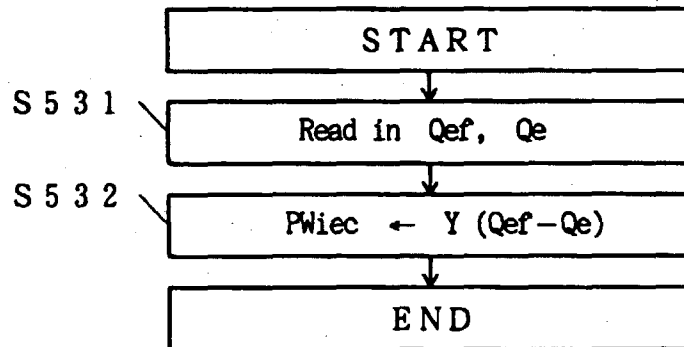 START
S531
Read in Qef, Qe
S532
PWiec ← Y (Qef−Qe)
END